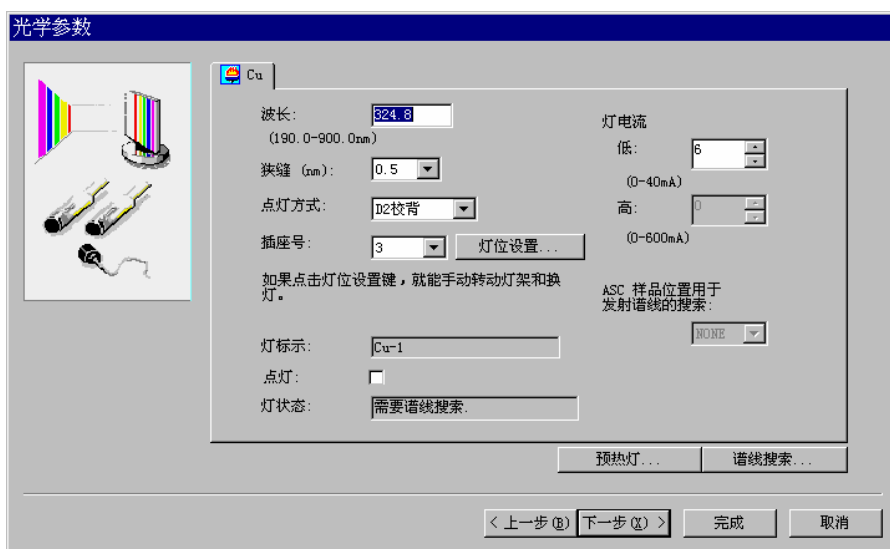 光学参数
Cu
波长:
324.8
(190.0-900.0nm)
狭缝 (nm):
0.5
点灯方式:
D2校背
插座号:
3
灯位设置...
如果点击灯位设置键，就能手动转动灯架和换
灯。
灯标示:
Cu-1
点灯:
灯状态:
需要谱线搜索.
灯电流
低:
6
(0-40mA)
高:
0
(0-600mA)
ASC 样品位置用于
发射谱线的搜索:
NONE
预热灯...
谱线搜索...
< 上一步(B)
下一步(X) >
完成
取消